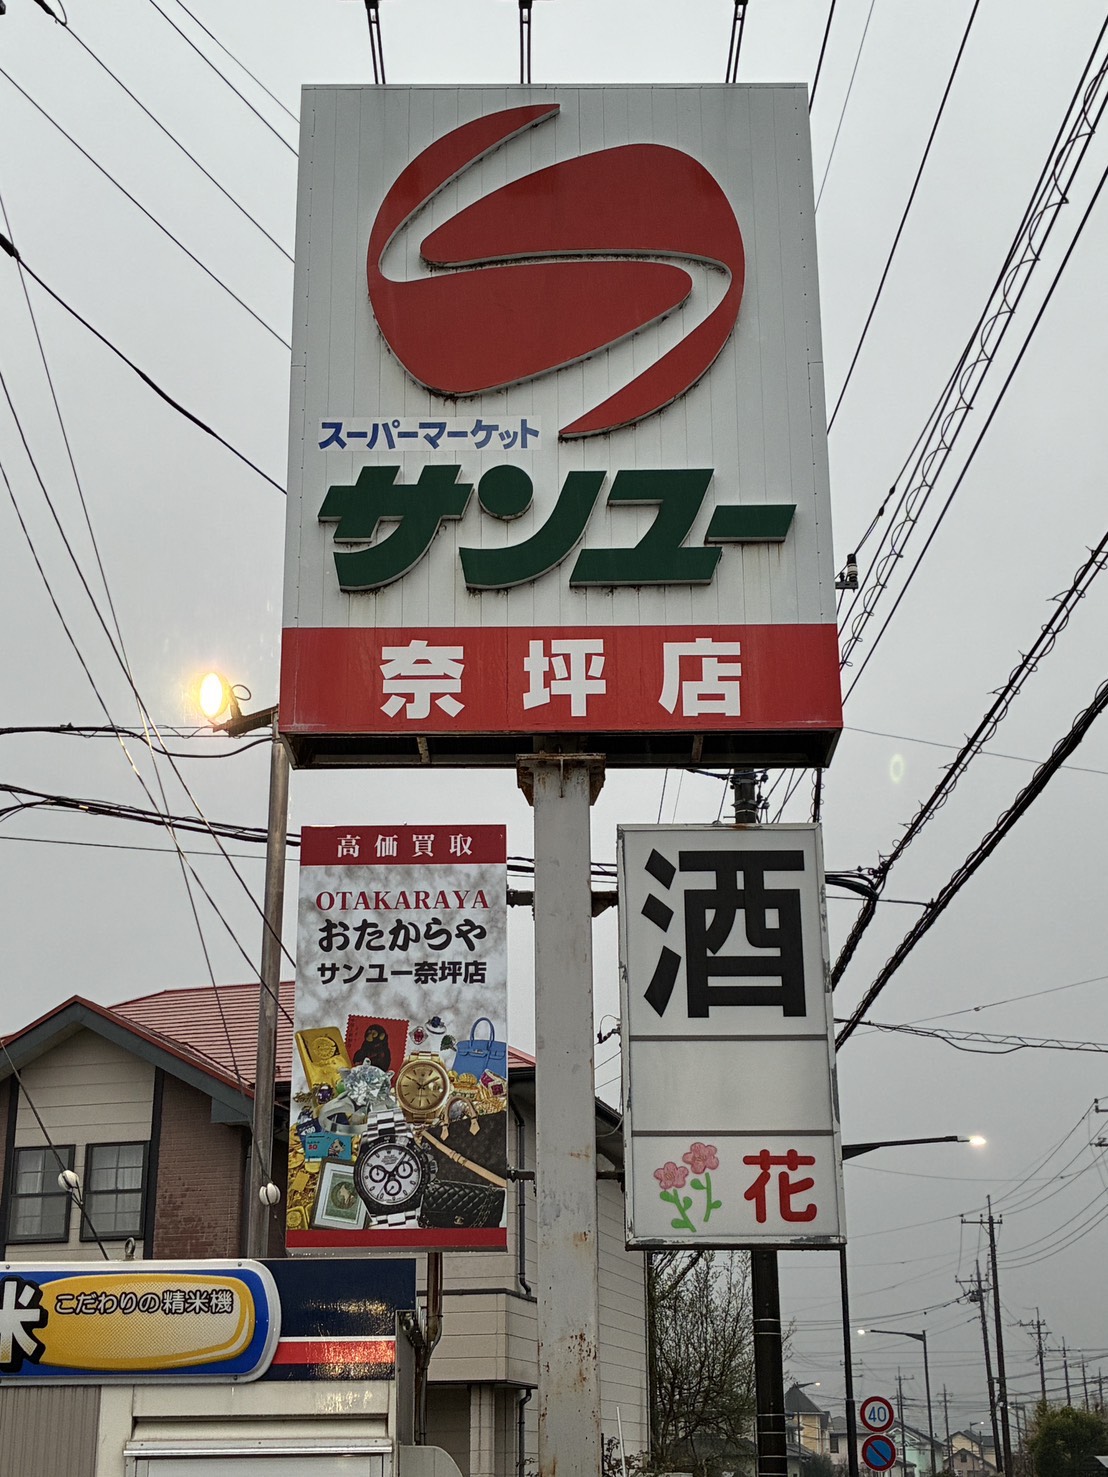 スーパーマーケット
サンユー
奈坪店
高価買取
OTAKARAYA
おたからや
サンユー奈坪店
酒
花
米
こだわりの精米機
40